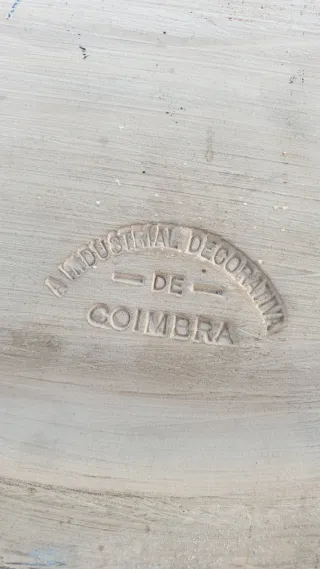 A INDUSTRIAL DECORATIVA
— DE —
COIMBRA